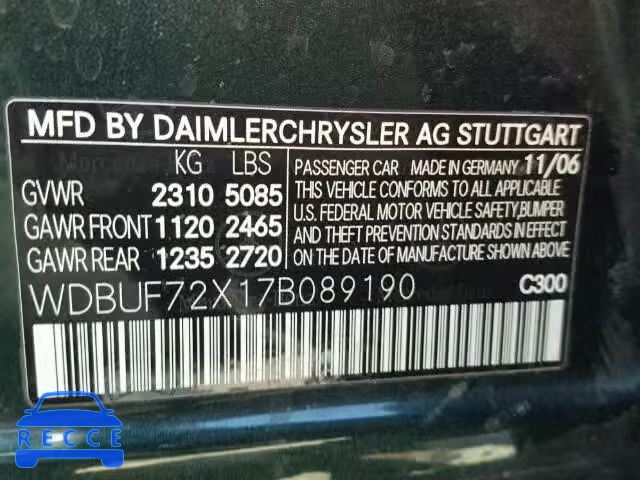 MFD BY DAIMLERCHRYSLER AG STUTTGART
KG LBS
GVWR 2310 5085
GAWR FRONT 1120 2465
GAWR REAR 1235 2720
PASSENGER CAR MADE IN GERMANY 11/06
THIS VEHICLE CONFORMS TO ALL APPLICABLE
U.S. FEDERAL MOTOR VEHICLE SAFETY,BUMPER
AND THEFT PREVENTION STANDARDS IN EFFECT
ON THE DATE OF MANUFACTURE SHOWN ABOVE.
WDBUF72X17B089190 C300
RECCE